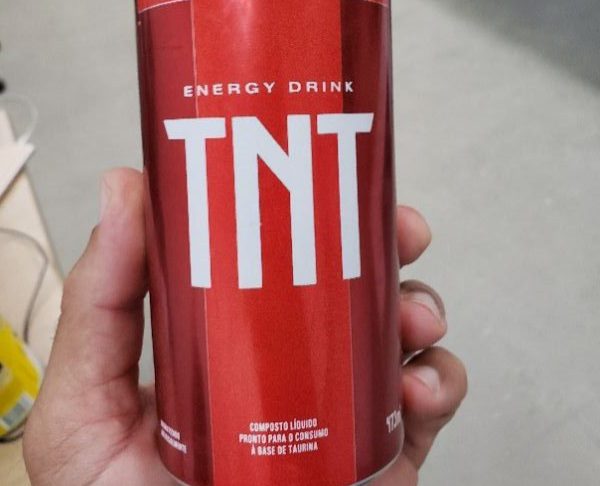 ENERGY DRINK
TNT
COMPOSTO LÍQUIDO
PRONTO PARA O CONSUMO
À BASE DE TAURINA